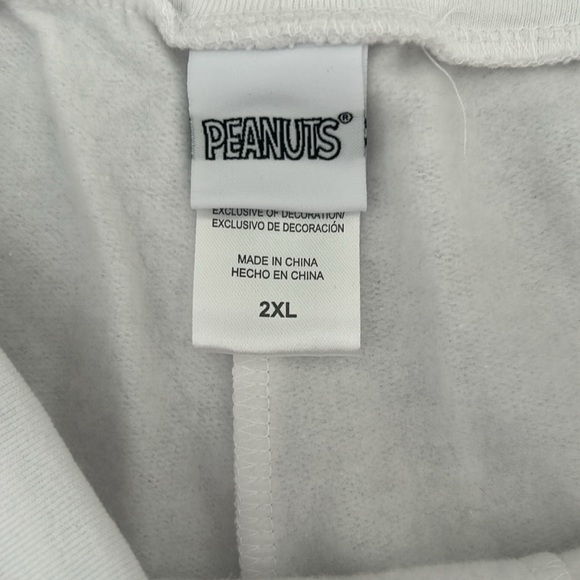 PEANUTS®
EXCLUSIVE OF DECORATION/
EXCLUSIVO DE DECORACIÓN
MADE IN CHINA
HECHO EN CHINA
2XL